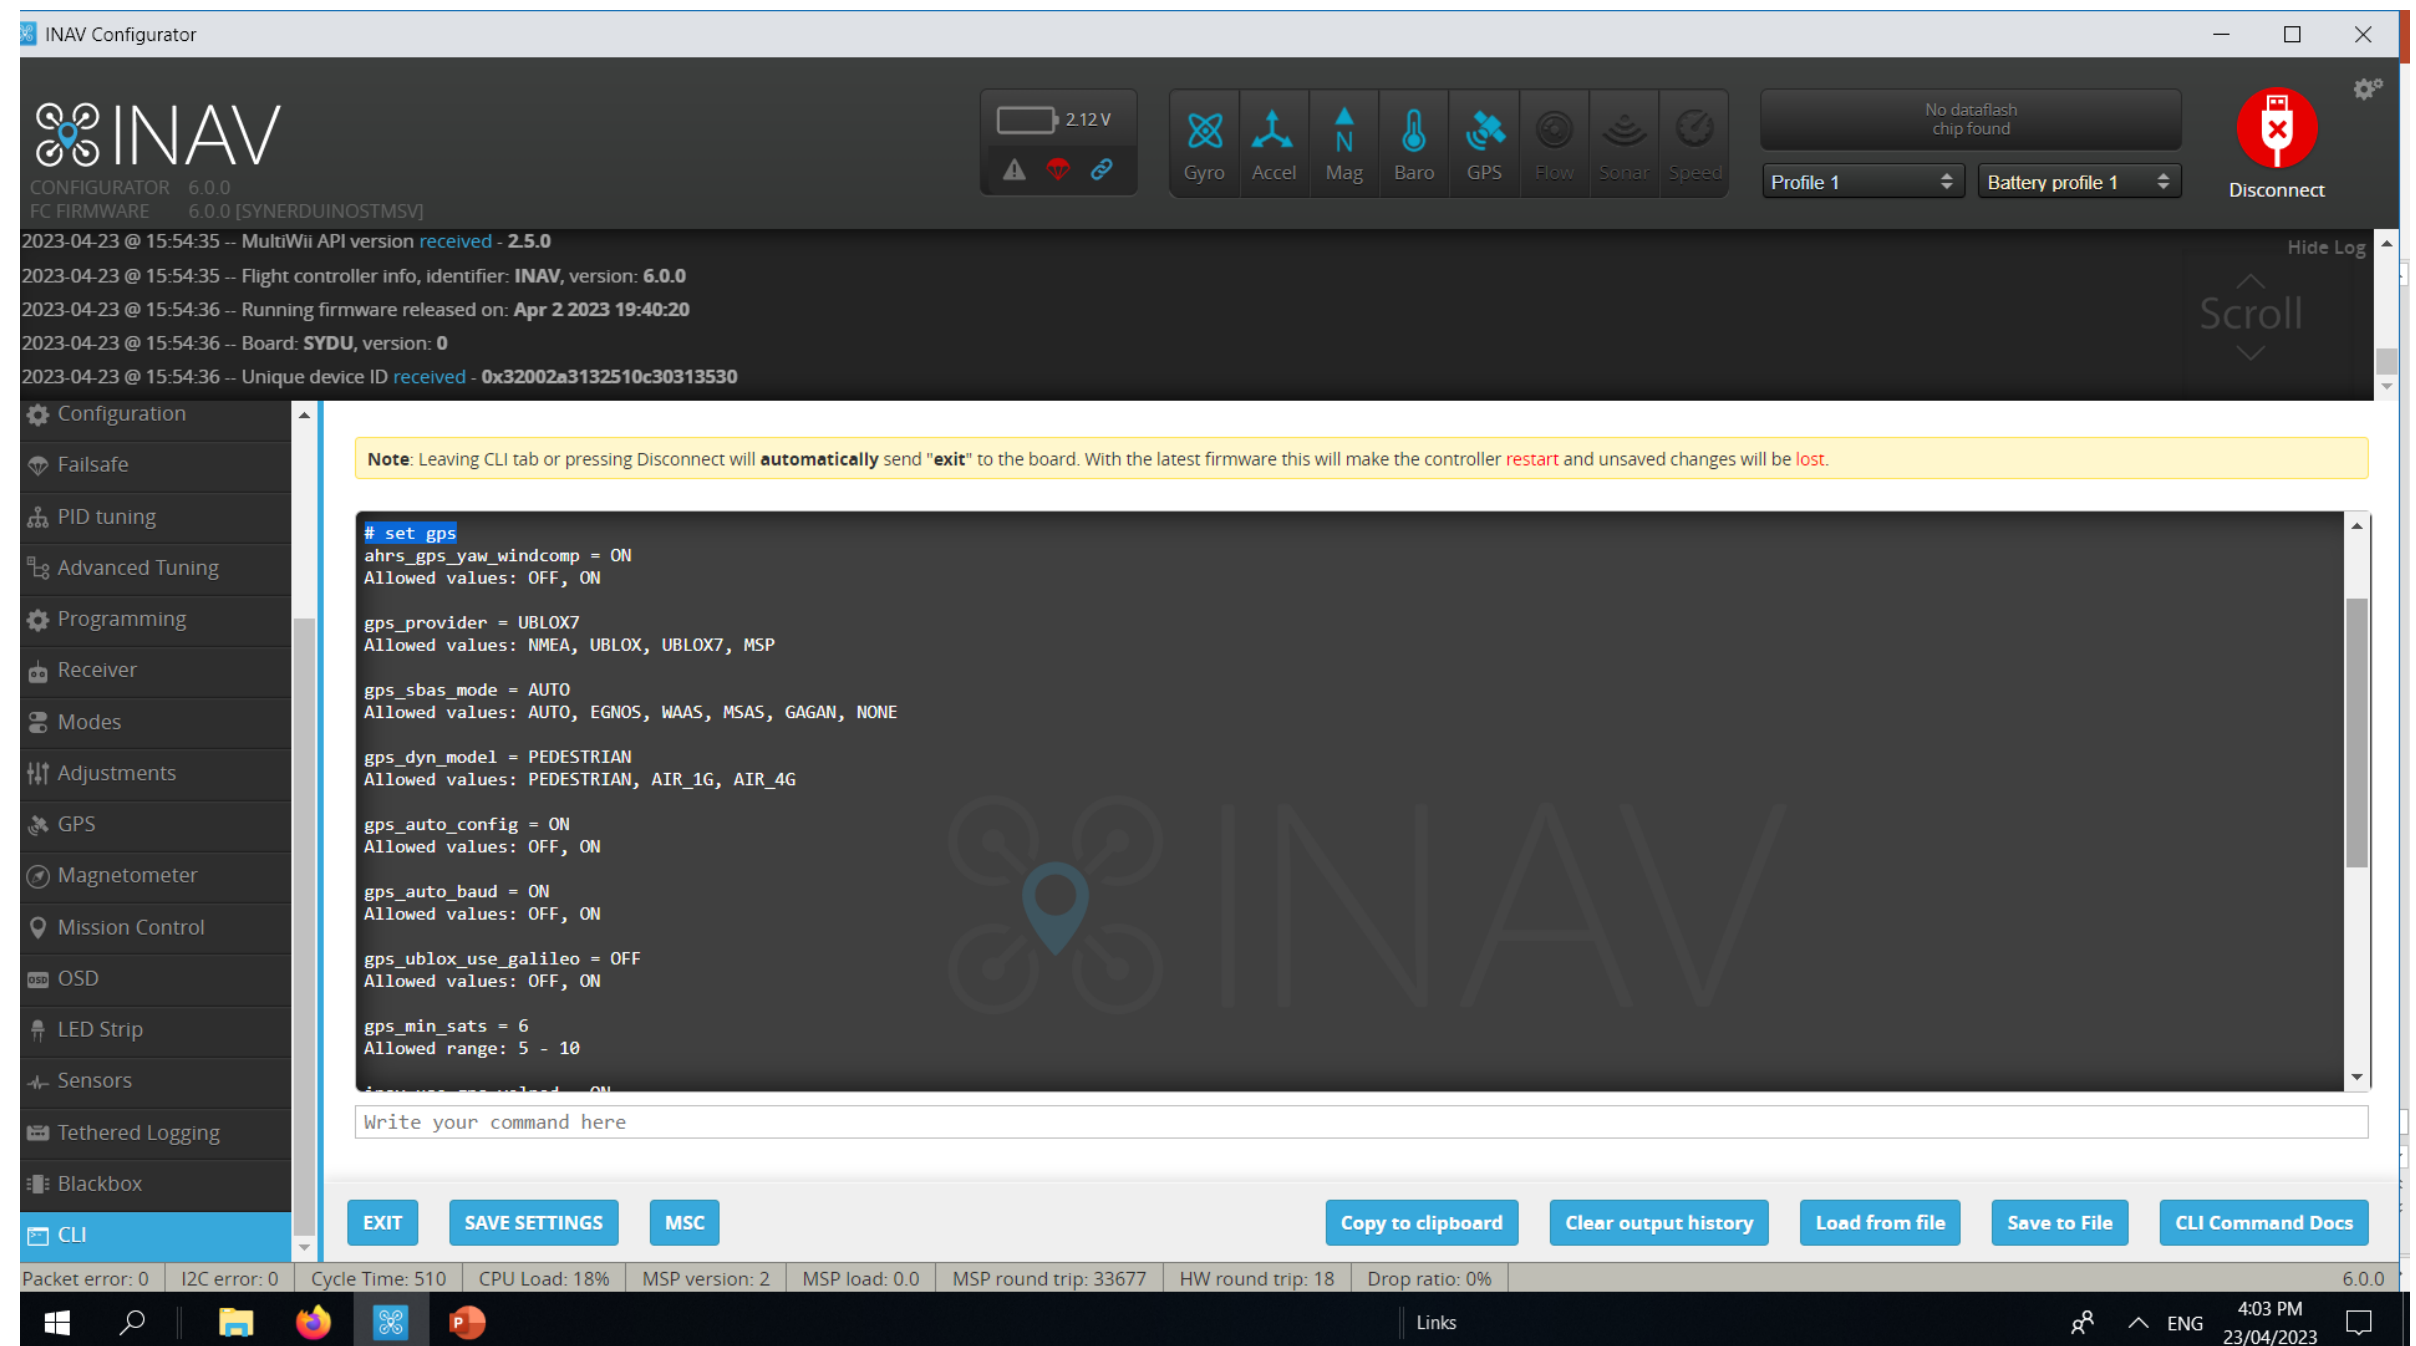 INAV Configurator
INAV
CONFIGURATOR 6.0.0
FC FIRMWARE 6.0.0 [SYNERDUINOSTMSV]
2.12 V
N
Gyro Accel Mag Baro GPS Flow Sonar Speed
No dataflash
chip found
Profile 1
Battery profile 1
Disconnect
2023-04-23 @ 15:54:35 -- MultiWii API version received - 2.5.0
2023-04-23 @ 15:54:35 -- Flight controller info, identifier: INAV, version: 6.0.0
2023-04-23 @ 15:54:36 -- Running firmware released on: Apr 2 2023 19:40:20
2023-04-23 @ 15:54:36 -- Board: SYDU, version: 0
2023-04-23 @ 15:54:36 -- Unique device ID received - 0x32002a3132510c30313530
Hide Log
Scroll
Configuration
Failsafe
PID tuning
Advanced Tuning
Programming
Receiver
Modes
Adjustments
GPS
Magnetometer
Mission Control
OSD
OSD
LED Strip
Sensors
Tethered Logging
Blackbox
CLI
Note: Leaving CLI tab or pressing Disconnect will automatically send "exit" to the board. With the latest firmware this will make the controller restart and unsaved changes will be lost.
# set gps
ahrs_gps_yaw_windcomp = ON
Allowed values: OFF, ON
gps_provider = UBLOX7
Allowed values: NMEA, UBLOX, UBLOX7, MSP
gps_sbas_mode = AUTO
Allowed values: AUTO, EGNOS, WAAS, MSAS, GAGAN, NONE
gps_dyn_model = PEDESTRIAN
Allowed values: PEDESTRIAN, AIR_1G, AIR_4G
gps_auto_config = ON
Allowed values: OFF, ON
gps_auto_baud = ON
Allowed values: OFF, ON
gps_ublox_use_galileo = OFF
Allowed values: OFF, ON
gps_min_sats = 6
Allowed range: 5 - 10
INAV
Write your command here
EXIT
SAVE SETTINGS
MSC
Copy to clipboard
Clear output history
Load from file
Save to File
CLI Command Docs
Packet error: 0 I2C error: 0 Cycle Time: 510 CPU Load: 18% MSP version: 2 MSP load: 0.0 MSP round trip: 33677 HW round trip: 18 Drop ratio: 0% 6.0.0
P
Links
ENG
4:03 PM
23/04/2023